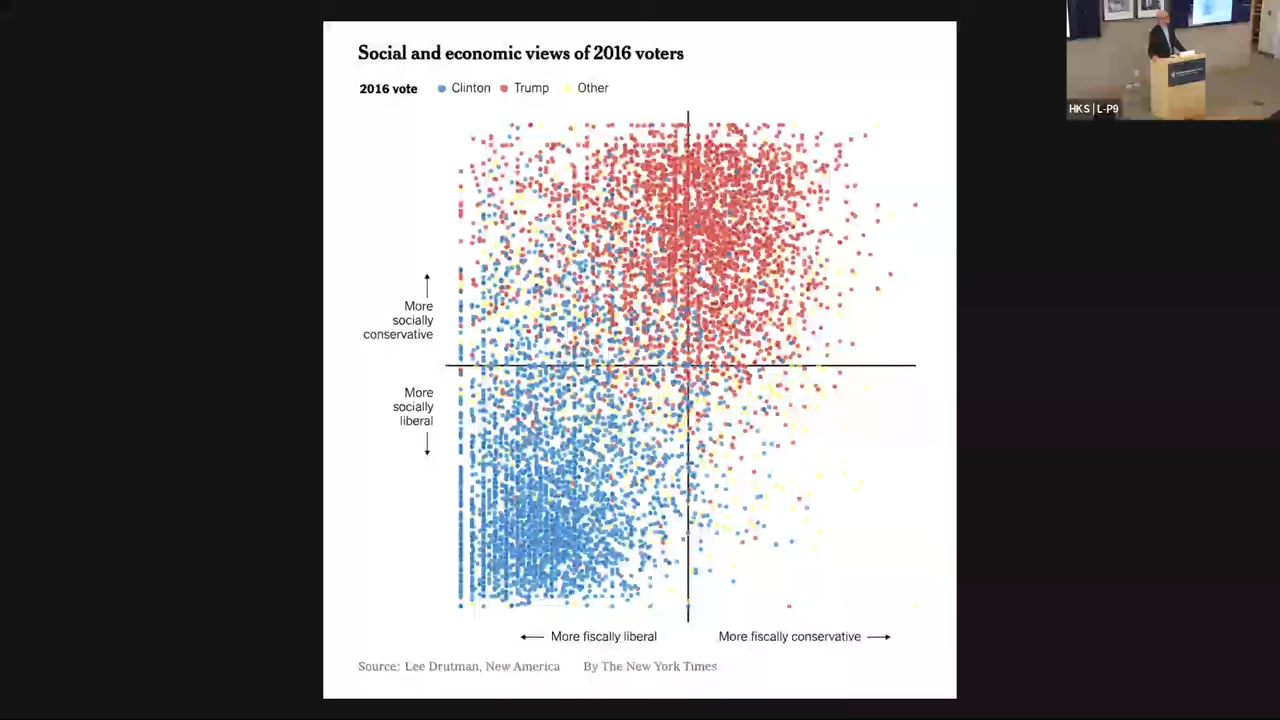 Social and economic views of 2016 voters
2016 vote Clinton Trump Other
More
socially
conservative
More
socially
liberal
More fiscally liberal More fiscally conservative
Source: Lee Drutman, New America By The New York Times
HKS | L-P9